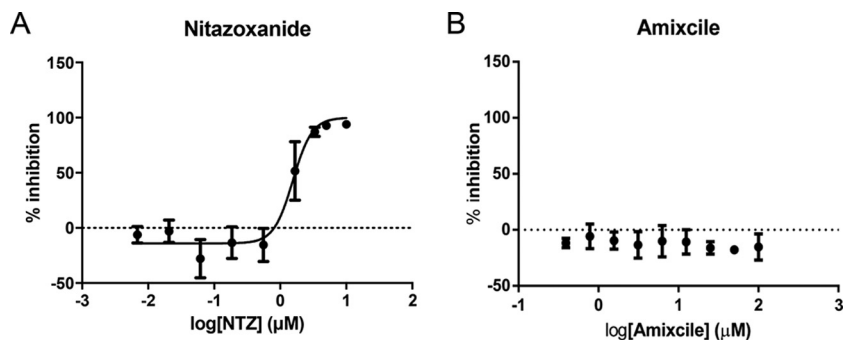 A
Nitazoxanide
% inhibition
150
100
50
0
-50
-3
-2
-1
0
1
2
log[NTZ] (µM)
B
Amixcile
% inhibition
150
100
50
0
-50
-1
0
1
2
3
log[Amixcile] (µM)